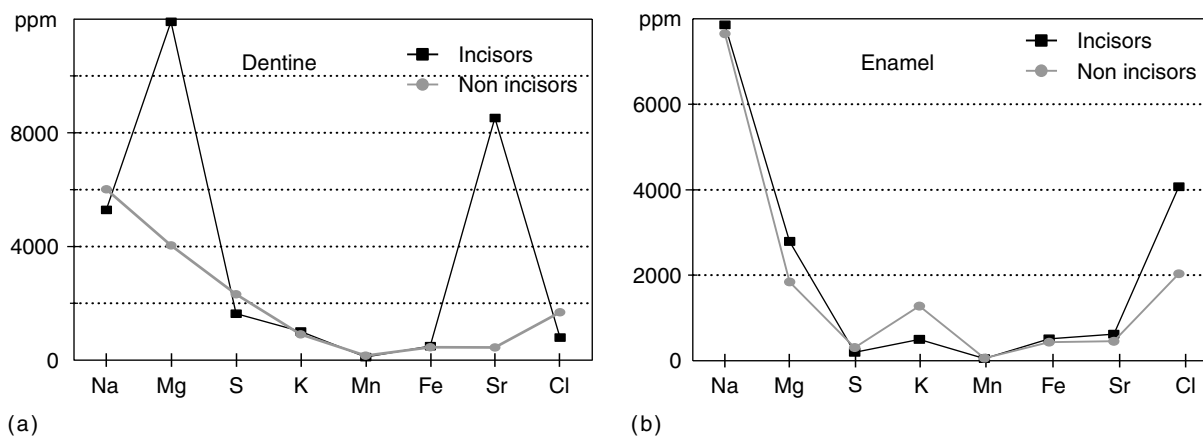 ppm
Dentine
Incisors
Non incisors
8000
4000
0
Na Mg S K Mn Fe Sr Cl
(a)
ppm
Enamel
Incisors
Non incisors
6000
4000
2000
0
Na Mg S K Mn Fe Sr Cl
(b)